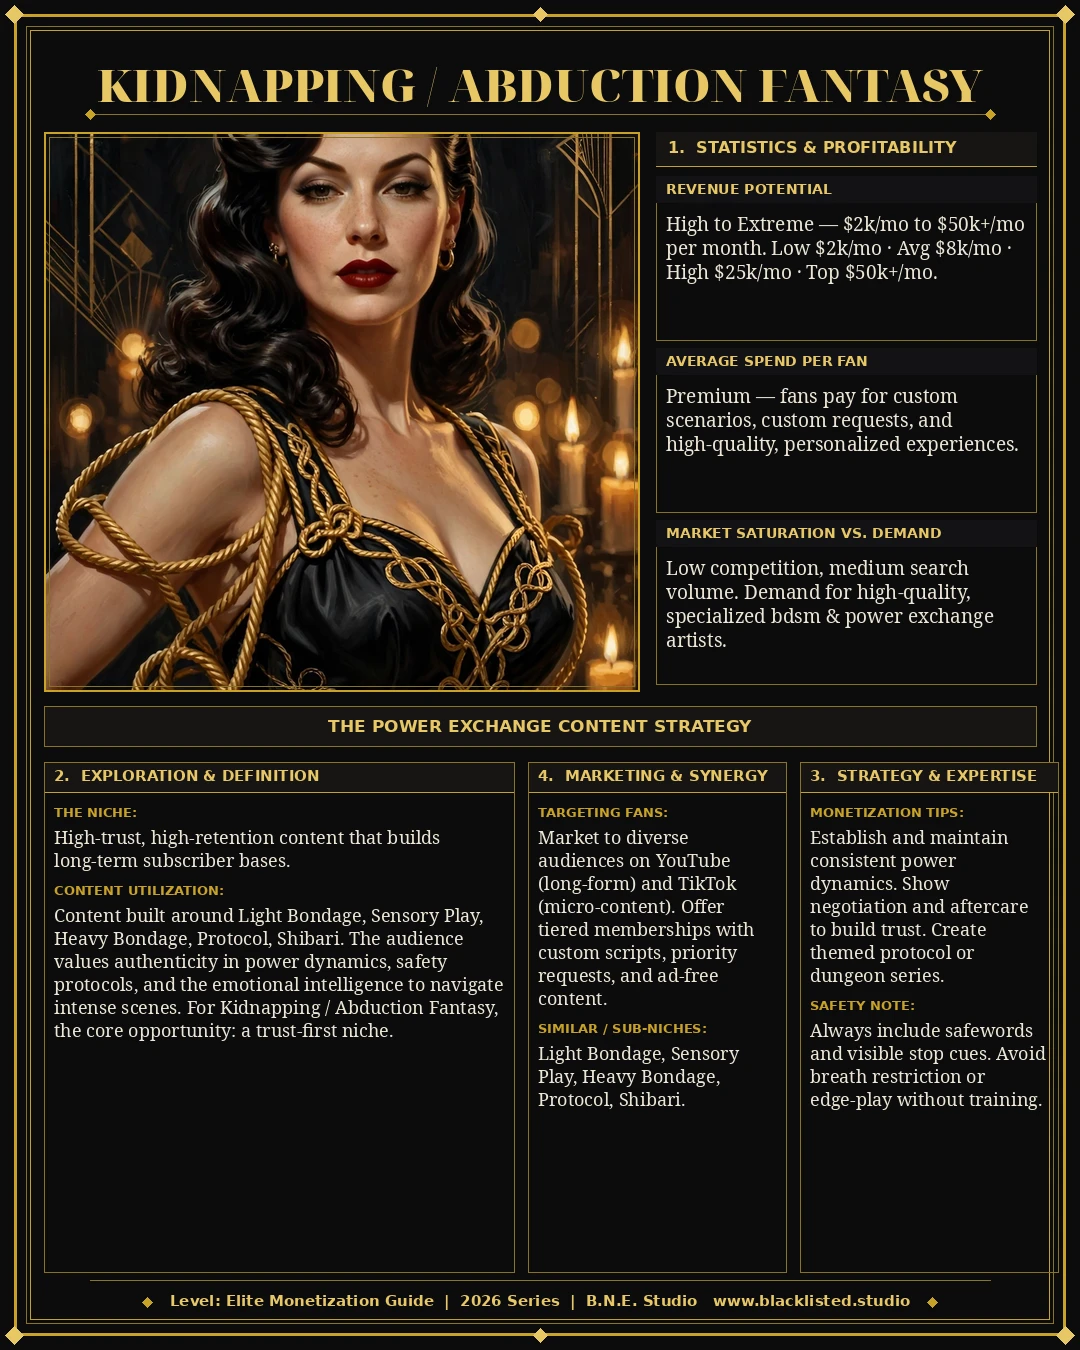 KIDNAPPING / ABDUCTION FANTASY
1. STATISTICS & PROFITABILITY
REVENUE POTENTIAL
High to Extreme — $2k/mo to $50k+/mo
per month. Low $2k/mo · Avg $8k/mo ·
High $25k/mo · Top $50k+/mo.
AVERAGE SPEND PER FAN
Premium — fans pay for custom
scenarios, custom requests, and
high-quality, personalized experiences.
MARKET SATURATION VS. DEMAND
Low competition, medium search
volume. Demand for high-quality,
specialized bdsm & power exchange
artists.
THE POWER EXCHANGE CONTENT STRATEGY
2. EXPLORATION & DEFINITION
THE NICHE:
High-trust, high-retention content that builds
long-term subscriber bases.
CONTENT UTILIZATION:
Content built around Light Bondage, Sensory Play,
Heavy Bondage, Protocol, Shibari. The audience
values authenticity in power dynamics, safety
protocols, and the emotional intelligence to navigate
intense scenes. For Kidnapping / Abduction Fantasy,
the core opportunity: a trust-first niche.
4. MARKETING & SYNERGY
TARGETING FANS:
Market to diverse
audiences on YouTube
(long-form) and TikTok
(micro-content). Offer
tiered memberships with
custom scripts, priority
requests, and ad-free
content.
SIMILAR / SUB-NICHES:
Light Bondage, Sensory
Play, Heavy Bondage,
Protocol, Shibari.
3. STRATEGY & EXPERTISE
MONETIZATION TIPS:
Establish and maintain
consistent power
dynamics. Show
negotiation and aftercare
to build trust. Create
themed protocol or
dungeon series.
SAFETY NOTE:
Always include safewords
and visible stop cues. Avoid
breath restriction or
edge-play without training.
Level: Elite Monetization Guide | 2026 Series | B.N.E. Studio www.blacklisted.studio